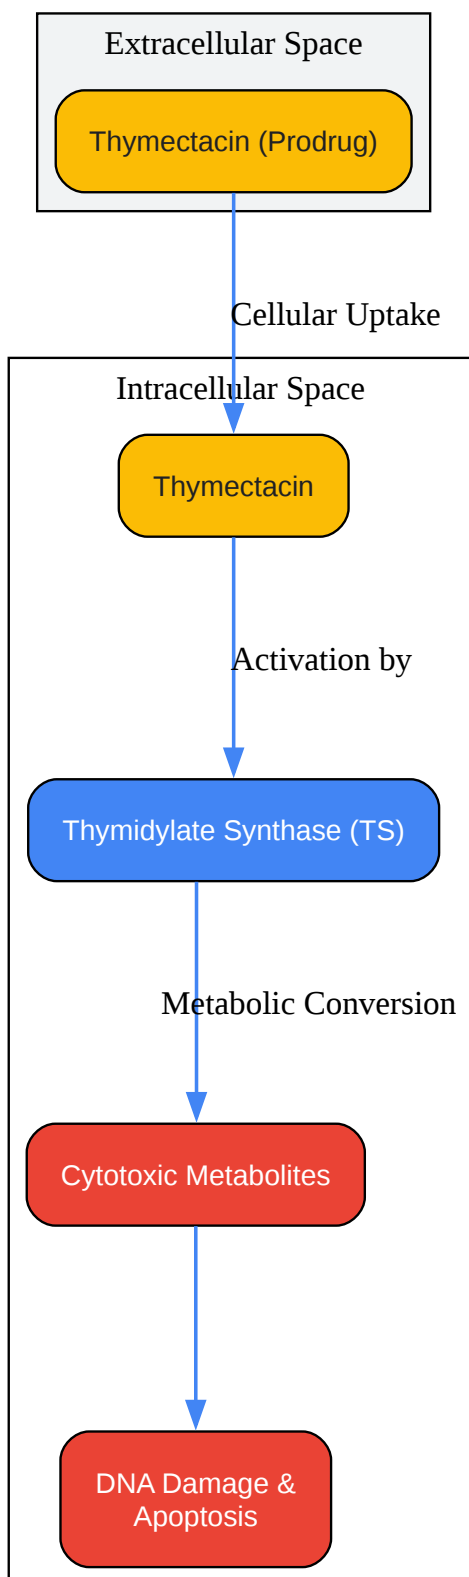 Extracellular Space
Thymectacin (Prodrug)
Cellular Uptake
Intracellular Space
Thymectacin
Activation by
Thymidylate Synthase (TS)
Metabolic Conversion
Cytotoxic Metabolites
DNA Damage &
Apoptosis